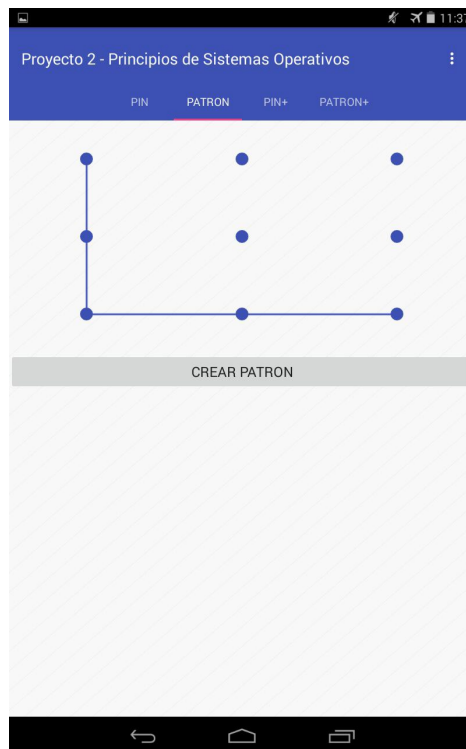 11:37
Proyecto 2 - Principios de Sistemas Operativos
PIN PATRON PIN+ PATRON+
CREAR PATRON